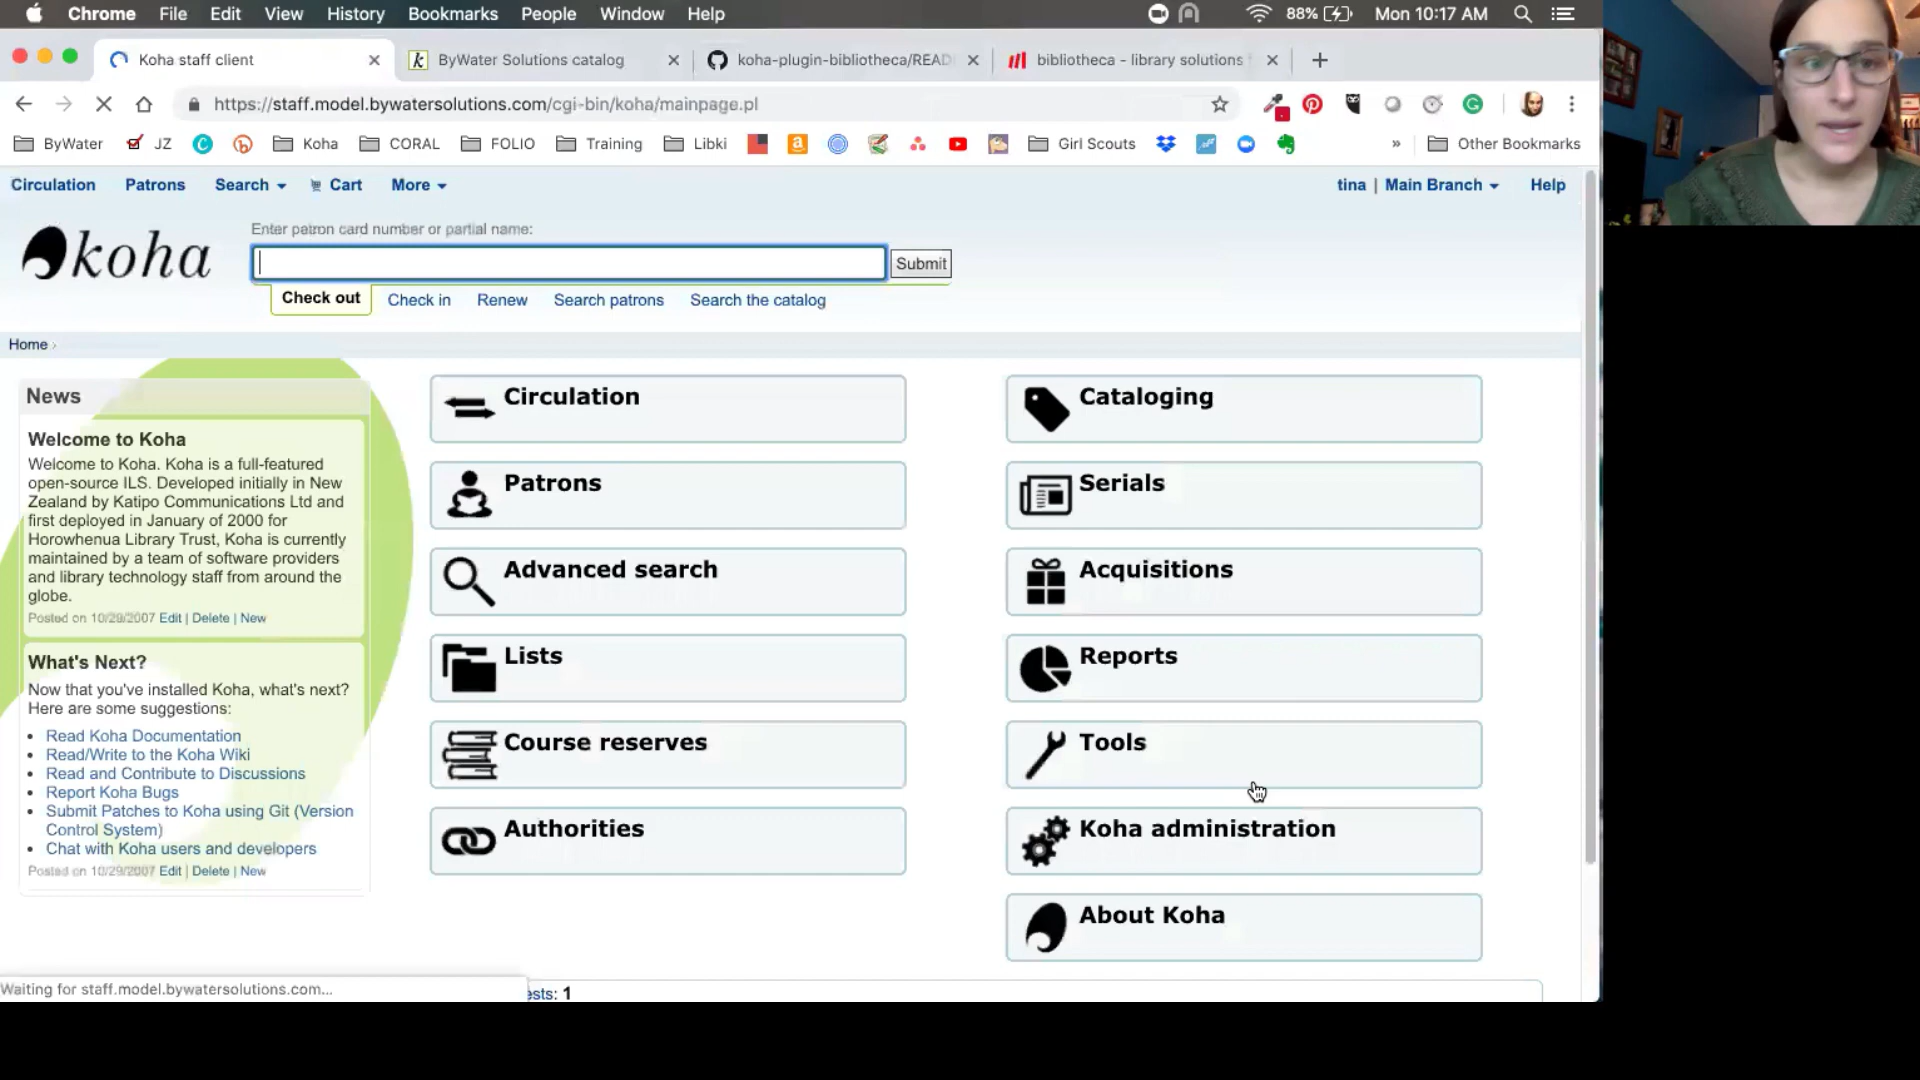 Chrome File Edit View History Bookmarks People Window Help 88% Mon 10:17 AM
Koha staff client ByWater Solutions catalog koha-plugin-bibliotheca/READ bibliotheca - library solutions
https://staff.model.bywatersolutions.com/cgi-bin/koha/mainpage.pl
ByWater JZ Koha CORAL FOLIO Training Libki Girl Scouts » Other Bookmarks
Circulation Patrons Search Cart More tina | Main Branch Help
Enter patron card number or partial name:
koha
Submit
Check out Check in Renew Search patrons Search the catalog
Home ›
News
Welcome to Koha
Welcome to Koha. Koha is a full-featured
open-source ILS. Developed initially in New
Zealand by Katipo Communications Ltd and
first deployed in January of 2000 for
Horowhenua Library Trust, Koha is currently
maintained by a team of software providers
and library technology staff from around the
globe.
Posted on 10/29/2007 Edit | Delete | New
What's Next?
Now that you've installed Koha, what's next?
Here are some suggestions:
• Read Koha Documentation
• Read/Write to the Koha Wiki
• Read and Contribute to Discussions
• Report Koha Bugs
• Submit Patches to Koha using Git (Version
Control System)
• Chat with Koha users and developers
Posted on 10/29/2007 Edit | Delete | New
Circulation
Patrons
Advanced search
Lists
Course reserves
Authorities
Cataloging
Serials
Acquisitions
Reports
Tools
Koha administration
About Koha
Waiting for staff.model.bywatersolutions.com...
ests: 1